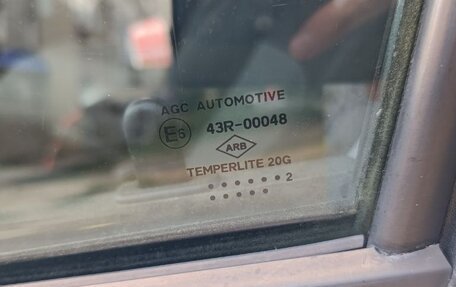 AGC AUTOMOTIVE
E6 43R-00048
ARB
TEMPERLITE 20G
2